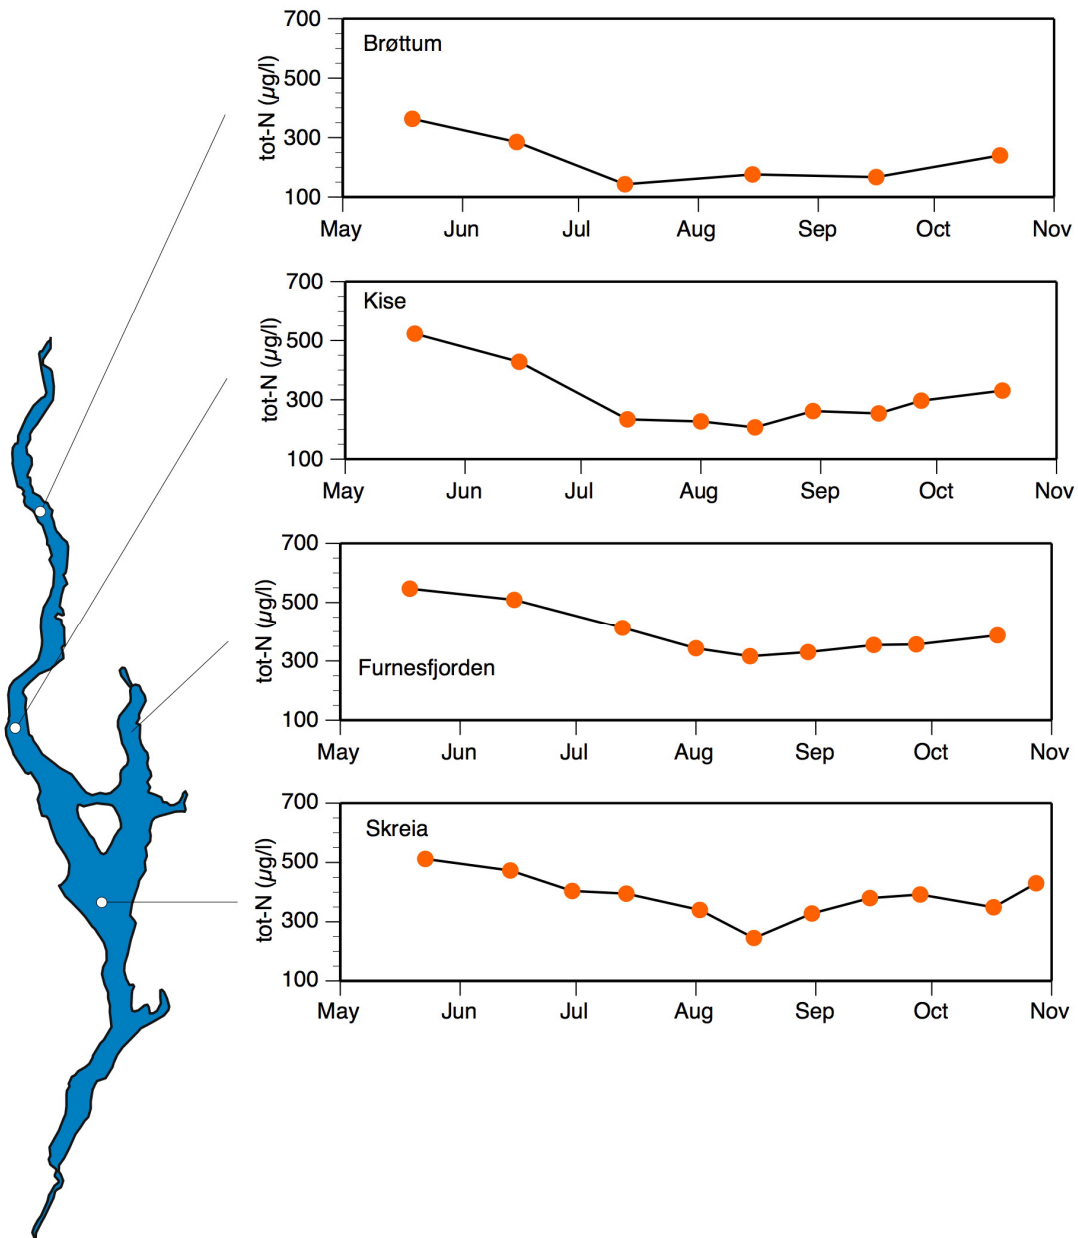 700
Brøttum
500
300
100
tot-N (µg/l)
May Jun Jul Aug Sep Oct Nov
700
Kise
500
300
100
tot-N (µg/l)
May Jun Jul Aug Sep Oct Nov
700
500
300
Furnesfjorden
100
tot-N (µg/l)
May Jun Jul Aug Sep Oct Nov
700
Skreia
500
300
100
tot-N (µg/l)
May Jun Jul Aug Sep Oct Nov